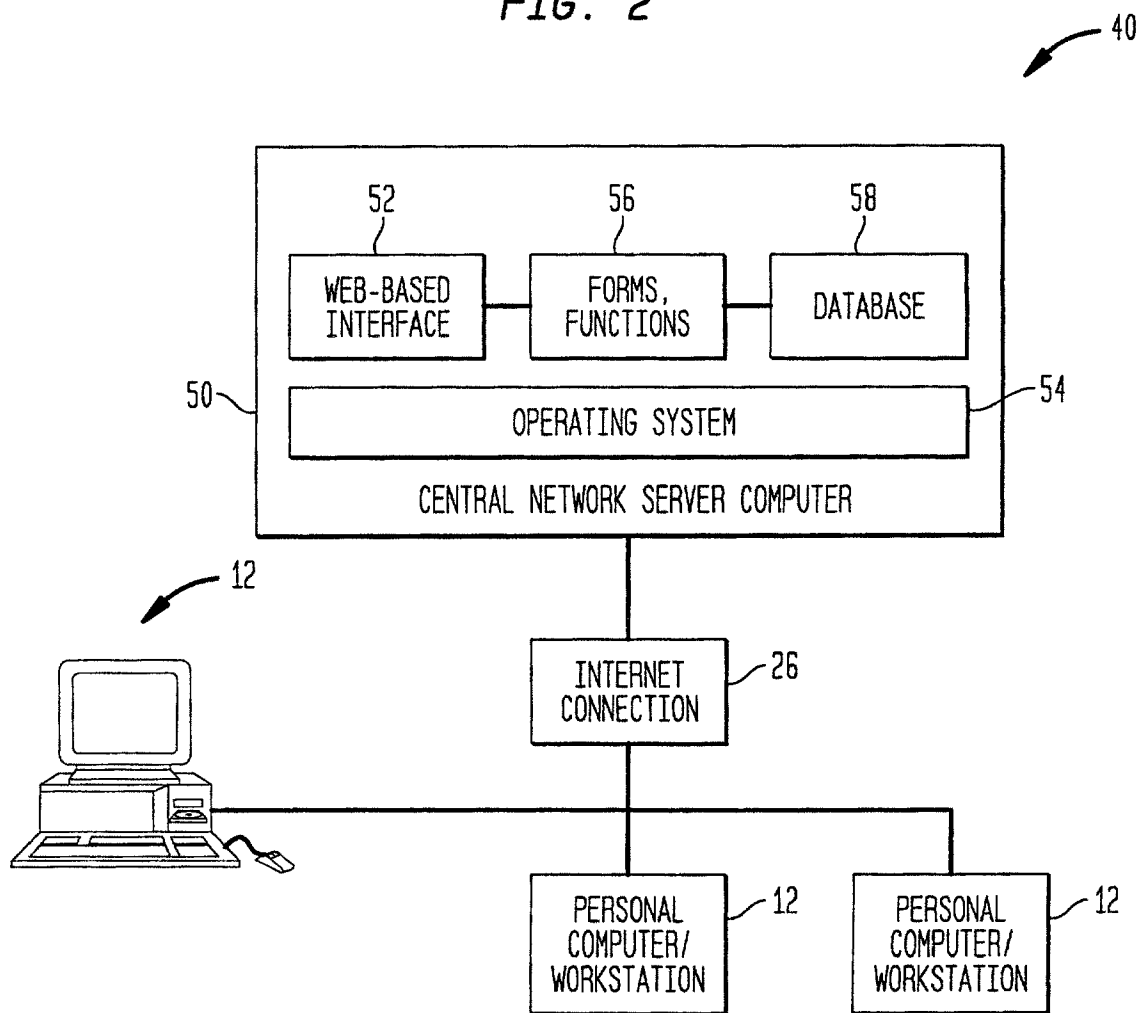 FIG. 2
40
52
56
58
WEB-BASED
INTERFACE
FORMS,
FUNCTIONS
DATABASE
50
54
OPERATING SYSTEM
CENTRAL NETWORK SERVER COMPUTER
12
INTERNET
CONNECTION
26
PERSONAL
COMPUTER/
WORKSTATION
12
PERSONAL
COMPUTER/
WORKSTATION
12